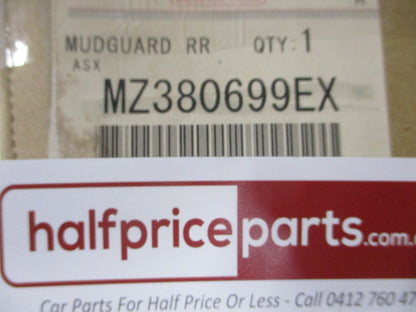 MUDGUARD RR QTY:1
ASX
MZ380699EX
halfpriceparts.com.
Car Parts For Half Price Or Less - Call 0412 760 47